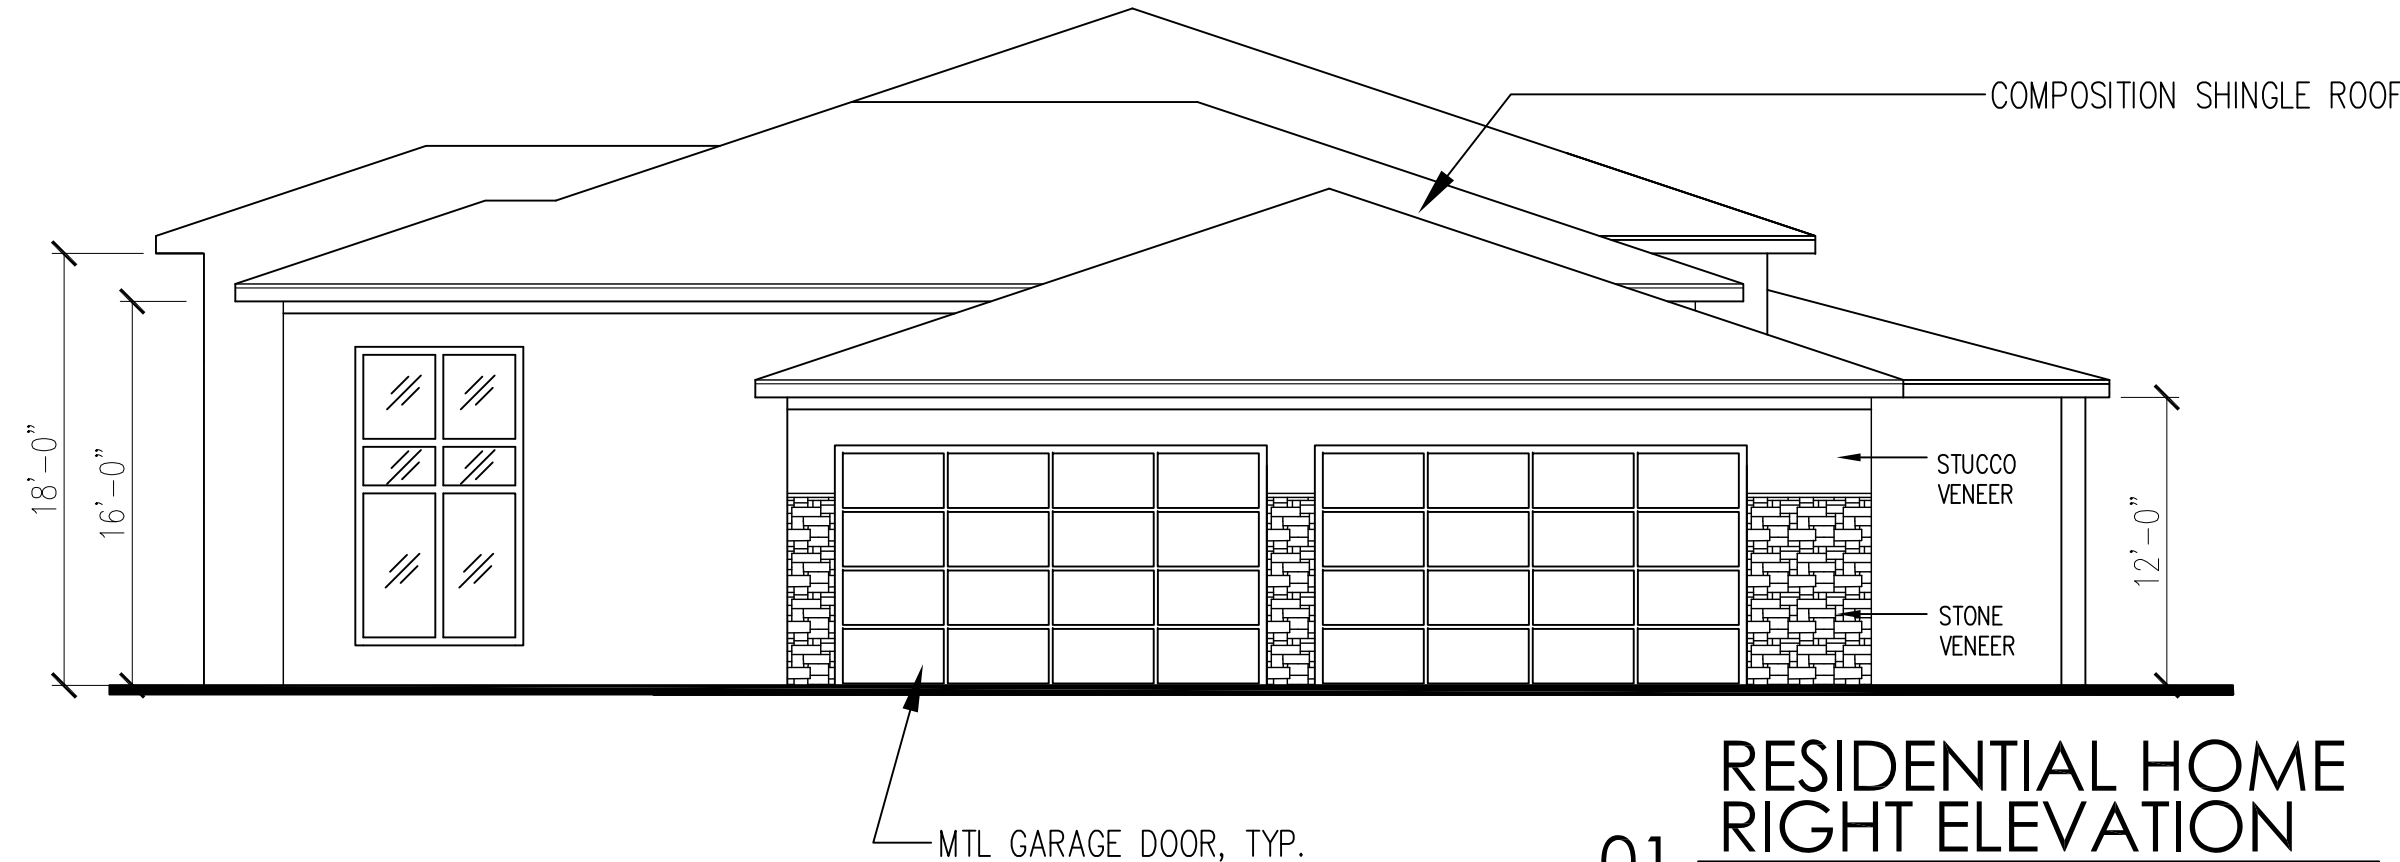 COMPOSITION SHINGLE ROOF
18'-0"
16'-0"
STUCCO
VENEER
12'-0"
STONE
VENEER
MTL GARAGE DOOR, TYP.
RESIDENTIAL HOME
RIGHT ELEVATION
01